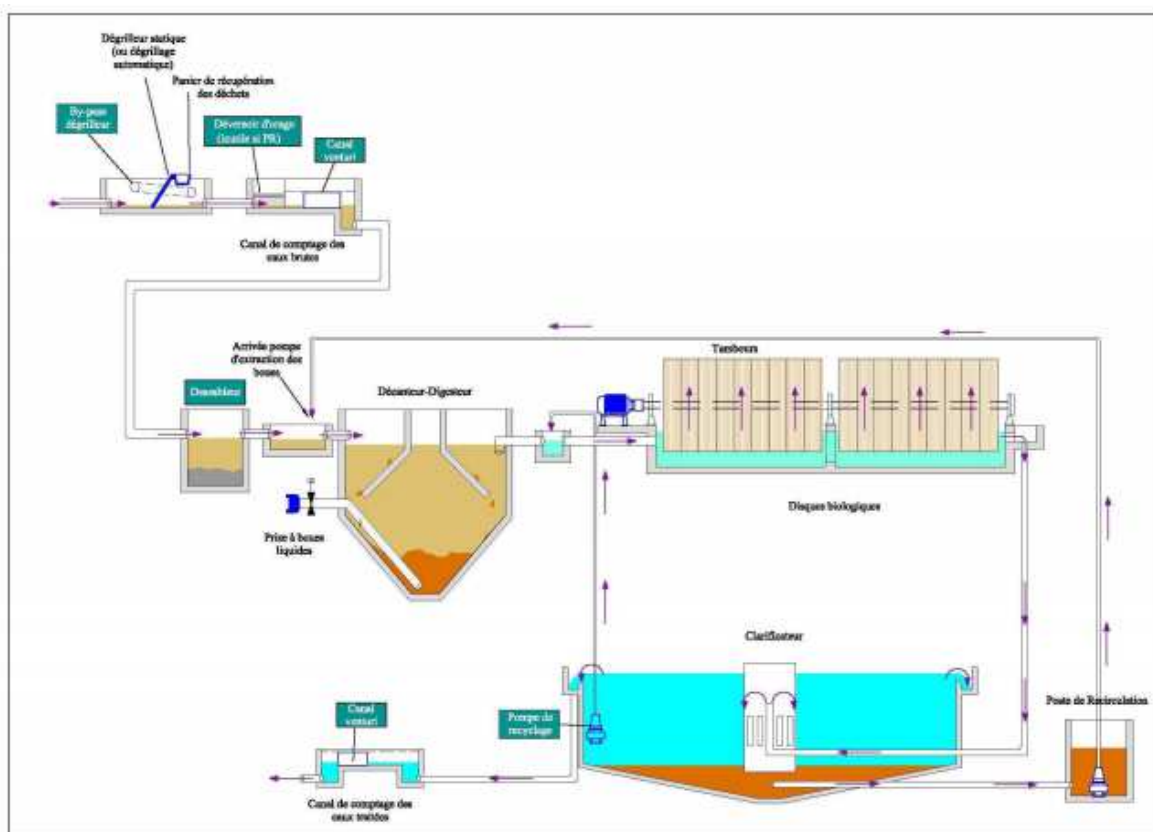 Dégrilleur statique
(ou dégrillage
automatique)
Panier de récupération
des déchets
By-pass
dégrilleur
Déversoir d'orage
(inutile si PR)
Canal
venturi
Canal de comptage des
eaux brutes
Arrivée pompe
d'extraction des
boues
Tambours
Dessableur
Décanteur-Digesteur
Disques biologiques
Prise à boues
liquides
Clarificateur
Poste de Recirculation
Canal
venturi
Pompe de
recyclage
Canal de comptage des
eaux traitées